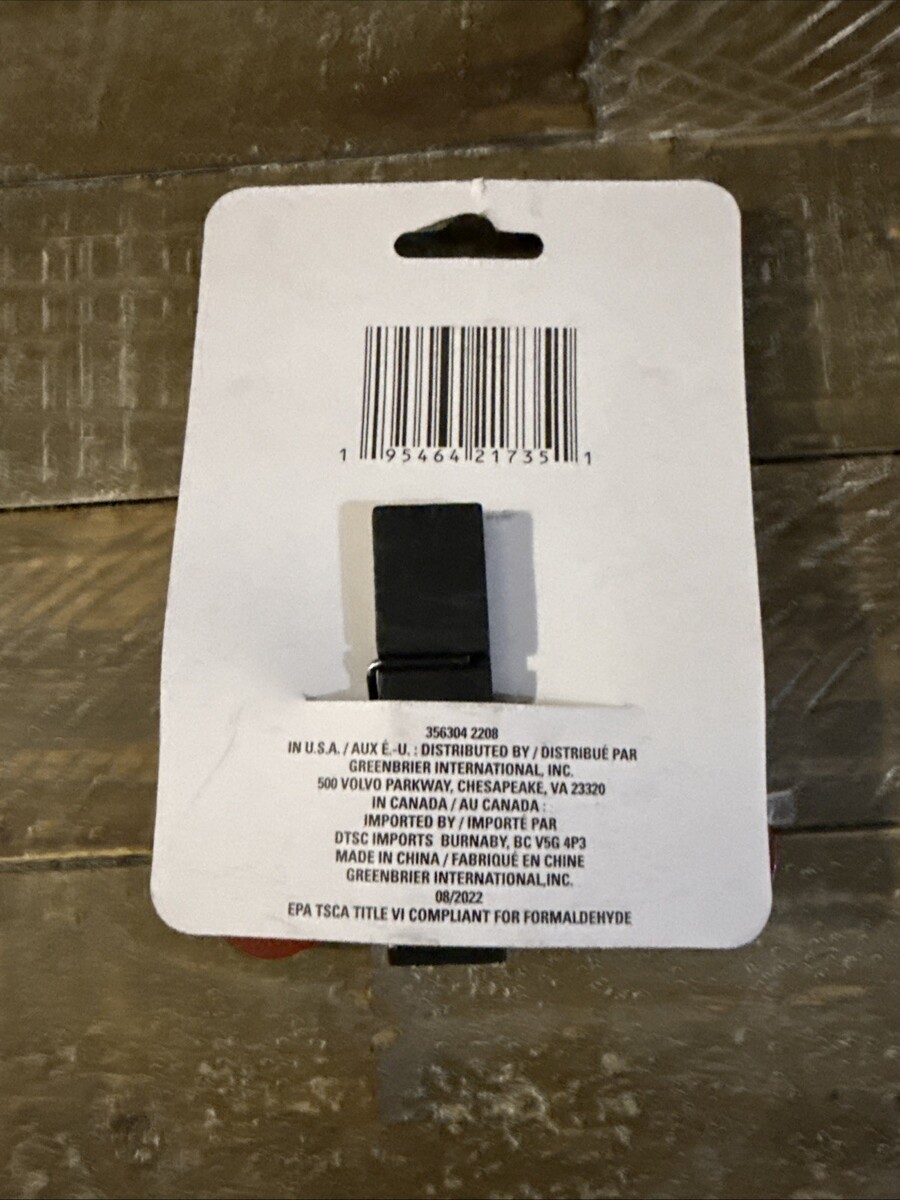 1 95464 21735 1
356304 2208
IN U.S.A. / AUX É.-U. : DISTRIBUTED BY / DISTRIBUÉ PAR
GREENBRIER INTERNATIONAL, INC.
500 VOLVO PARKWAY, CHESAPEAKE, VA 23320
IN CANADA / AU CANADA :
IMPORTED BY / IMPORTÉ PAR
DTSC IMPORTS BURNABY, BC V5G 4P3
MADE IN CHINA / FABRIQUÉ EN CHINE
GREENBRIER INTERNATIONAL,INC.
08/2022
EPA TSCA TITLE VI COMPLIANT FOR FORMALDEHYDE